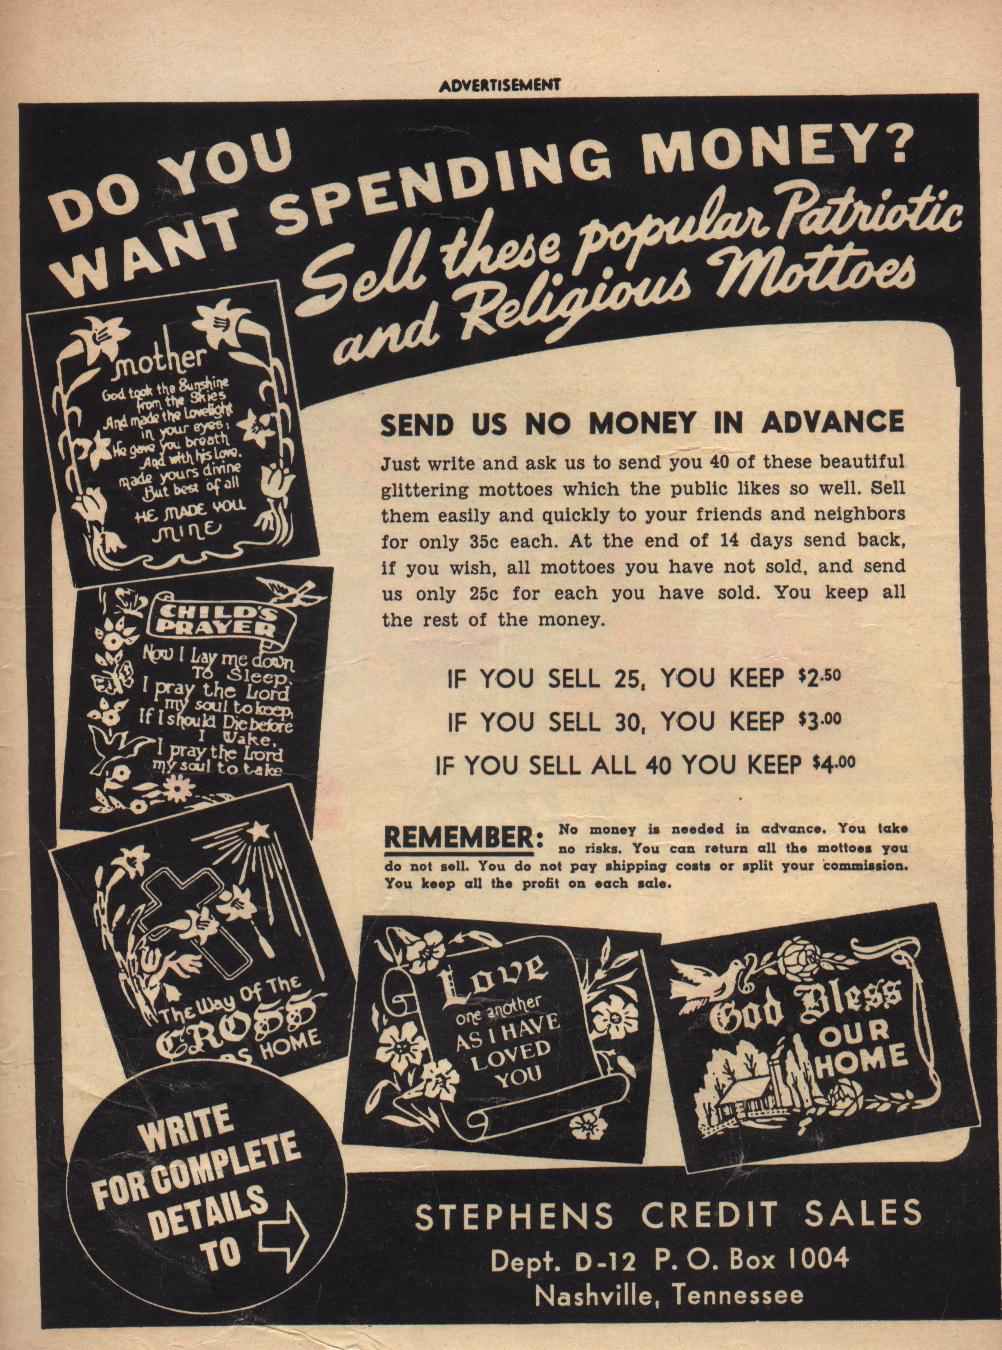 ADVERTISEMENT
DO YOU
WANT SPENDING MONEY?
Sell these popular Patriotic
and Religious Mottoes
mother
God took the Sunshine
from the Skies
And made the Lovelight
in your eyes;
He gave you breath
And with his Love,
made yours divine
But best of all
HE MADE YOU
MINE
SEND US NO MONEY IN ADVANCE
Just write and ask us to send you 40 of these beautiful
glittering mottoes which the public likes so well. Sell
them easily and quickly to your friends and neighbors
for only 35c each. At the end of 14 days send back,
if you wish, all mottoes you have not sold, and send
us only 25c for each you have sold. You keep all
the rest of the money.
CHILD'S
PRAYER
Now I Lay me down
To Sleep.
I pray the Lord
my soul to keep,
If I should Die before
I Wake,
I pray the Lord
my soul to take
IF YOU SELL 25, YOU KEEP $2.50
IF YOU SELL 30, YOU KEEP $3.00
IF YOU SELL ALL 40 YOU KEEP $4.00
REMEMBER: No money is needed in advance. You take
no risks. You can return all the mottoes you
do not sell. You do not pay shipping costs or split your commission.
You keep all the profit on each sale.
The Way Of The
CROSS
HOME
Love
one another
AS I HAVE
LOVED
YOU
God Bless
OUR
HOME
WRITE
FOR COMPLETE
DETAILS
TO
STEPHENS CREDIT SALES
Dept. D-12 P.O. Box 1004
Nashville, Tennessee